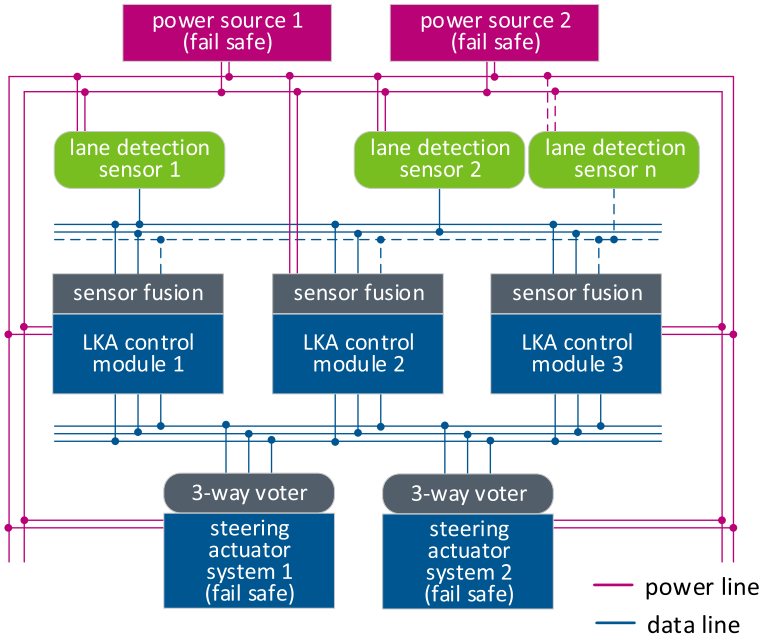 power source 1
(fail safe)
power source 2
(fail safe)
lane detection
sensor 1
lane detection
sensor 2
lane detection
sensor n
sensor fusion
sensor fusion
sensor fusion
LKA control
module 1
LKA control
module 2
LKA control
module 3
3-way voter
3-way voter
steering
actuator
system 1
(fail safe)
steering
actuator
system 2
(fail safe)
power line
data line